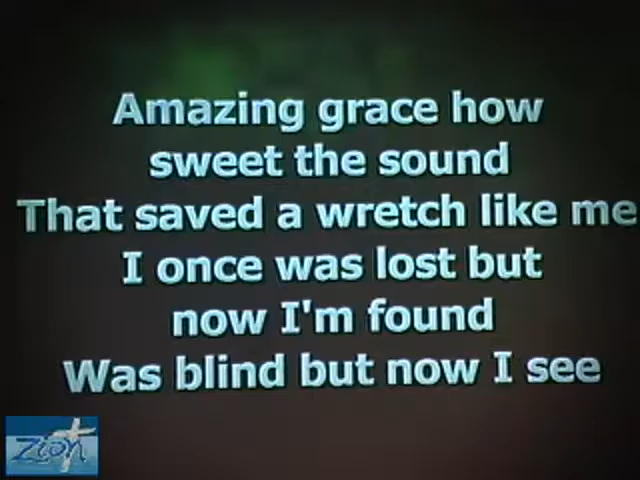 Amazing grace how
sweet the sound
That saved a wretch like me
I once was lost but
now I'm found
Was blind but now I see
Zion